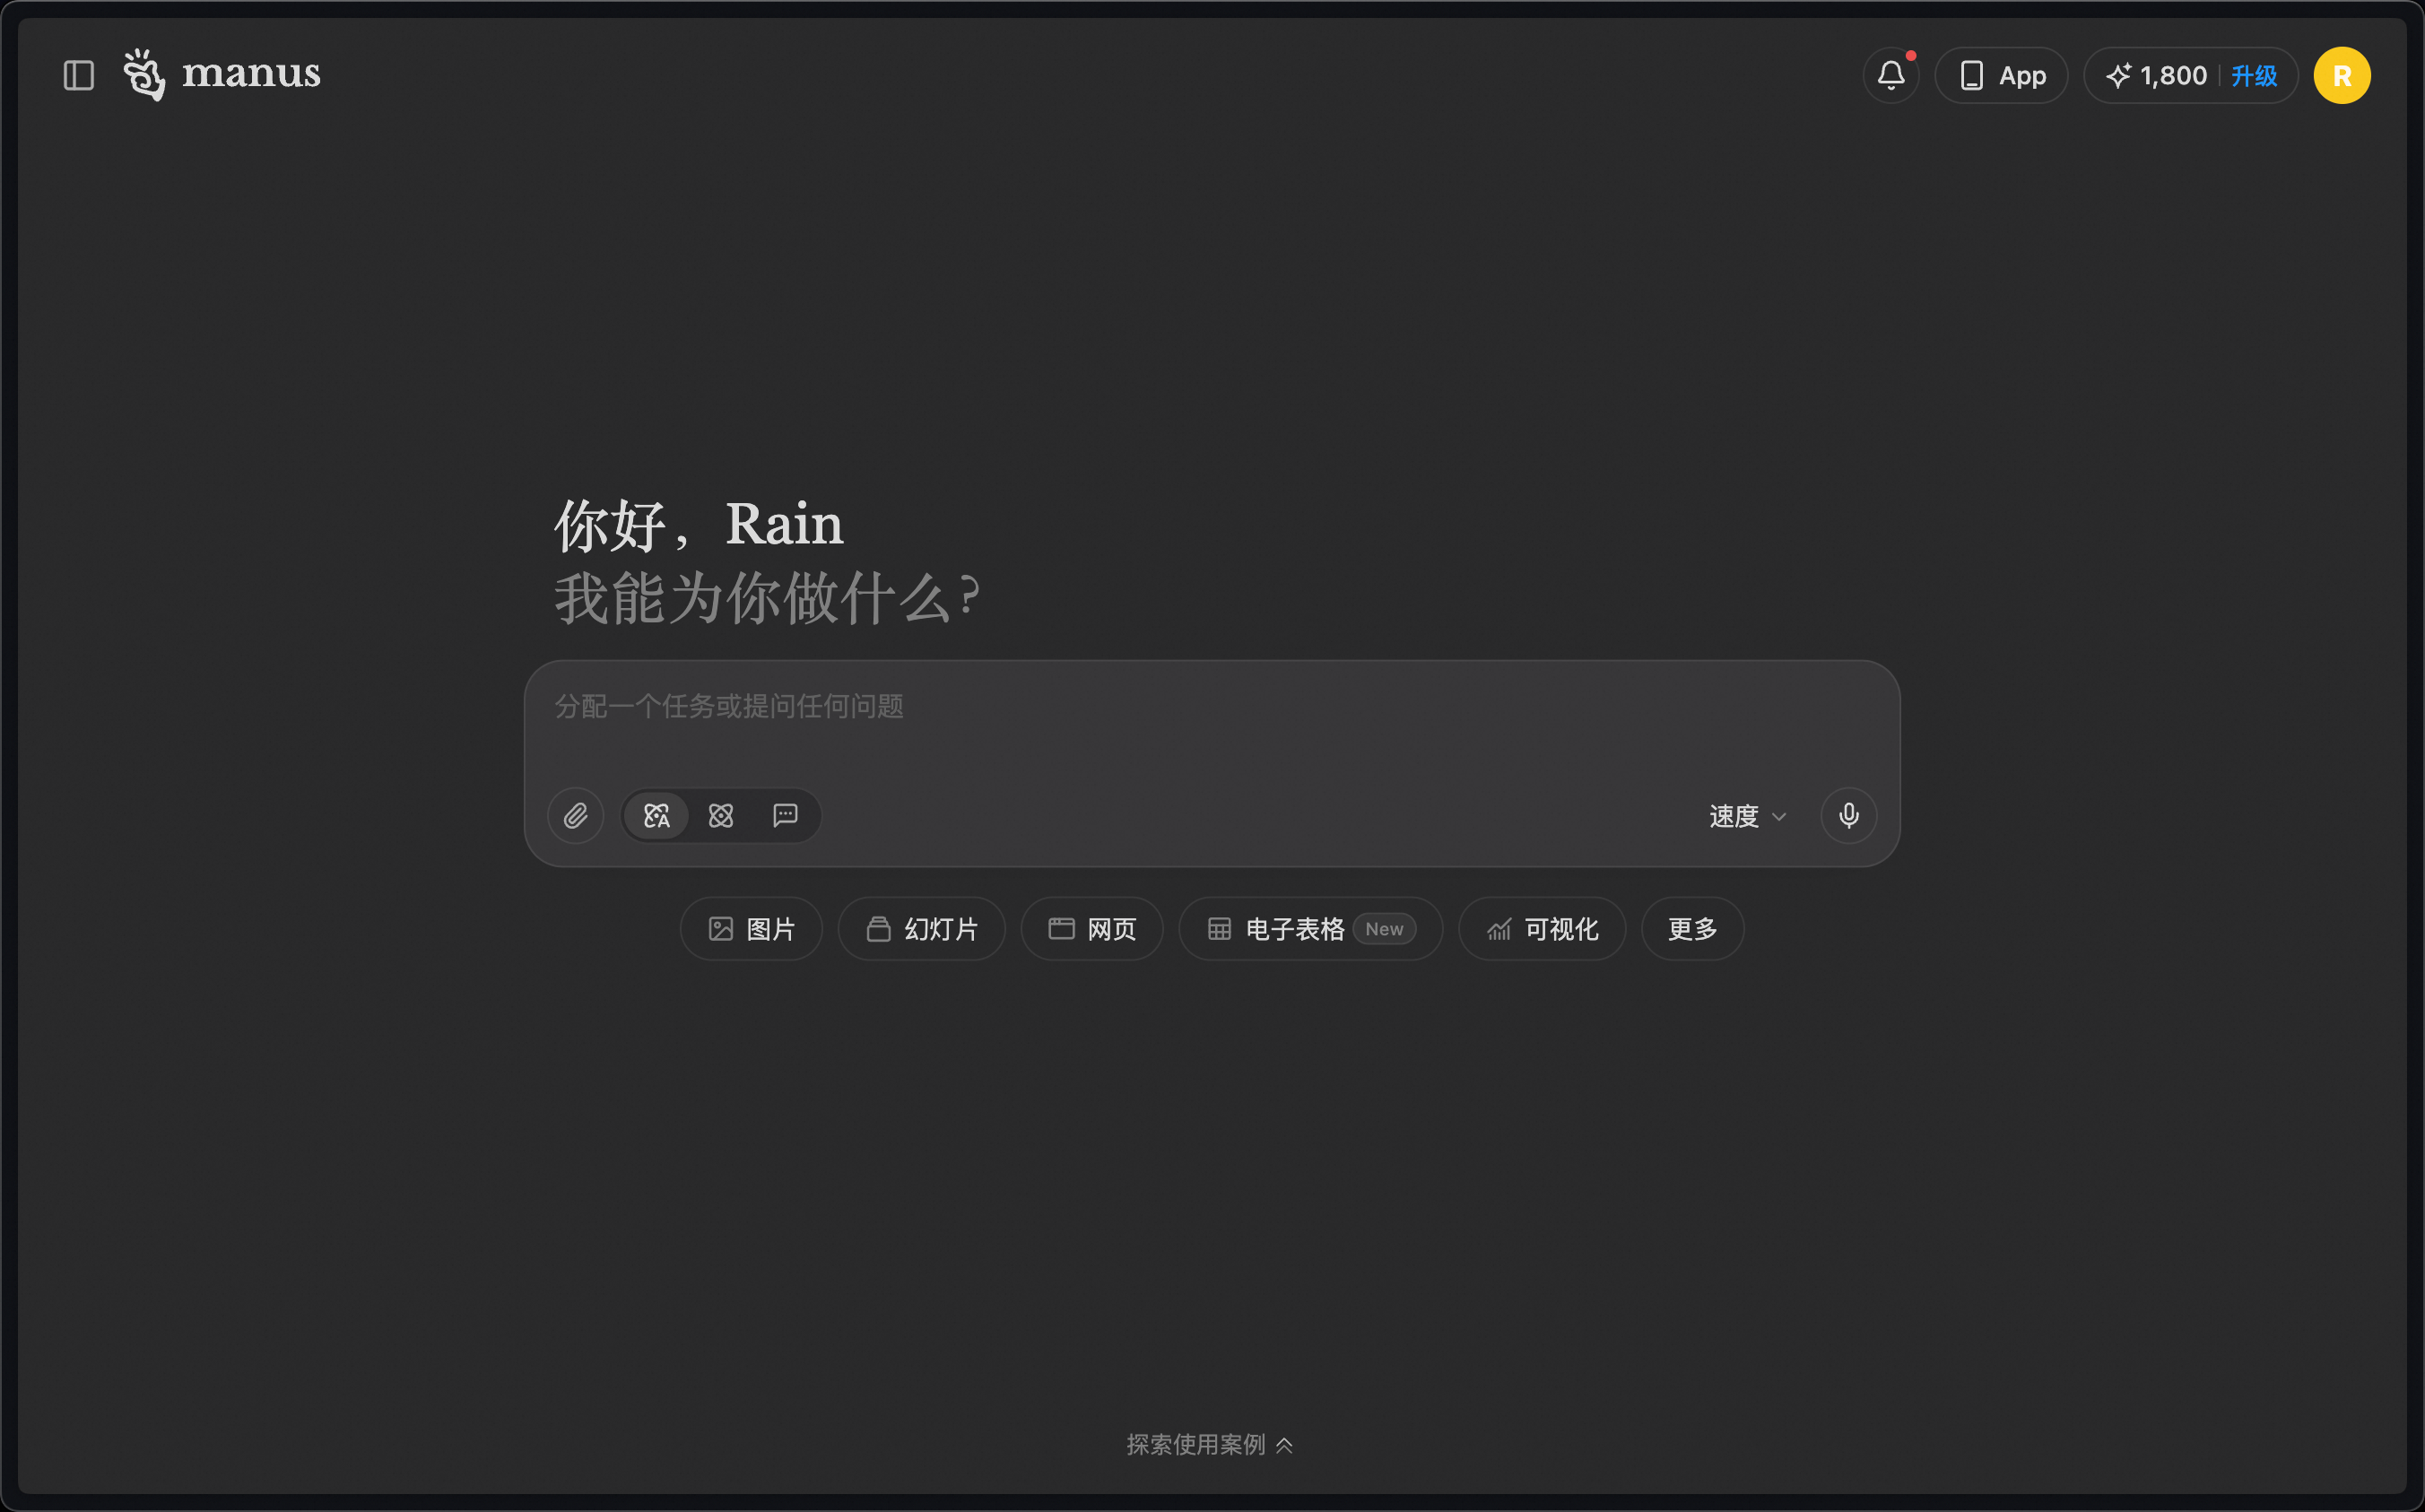 manus
App
1,800 升级
R
你好，Rain
我能为你做什么？
分配一个任务或提问任何问题
A
速度
图片 幻灯片 网页 电子表格 New 可视化 更多
探索使用案例